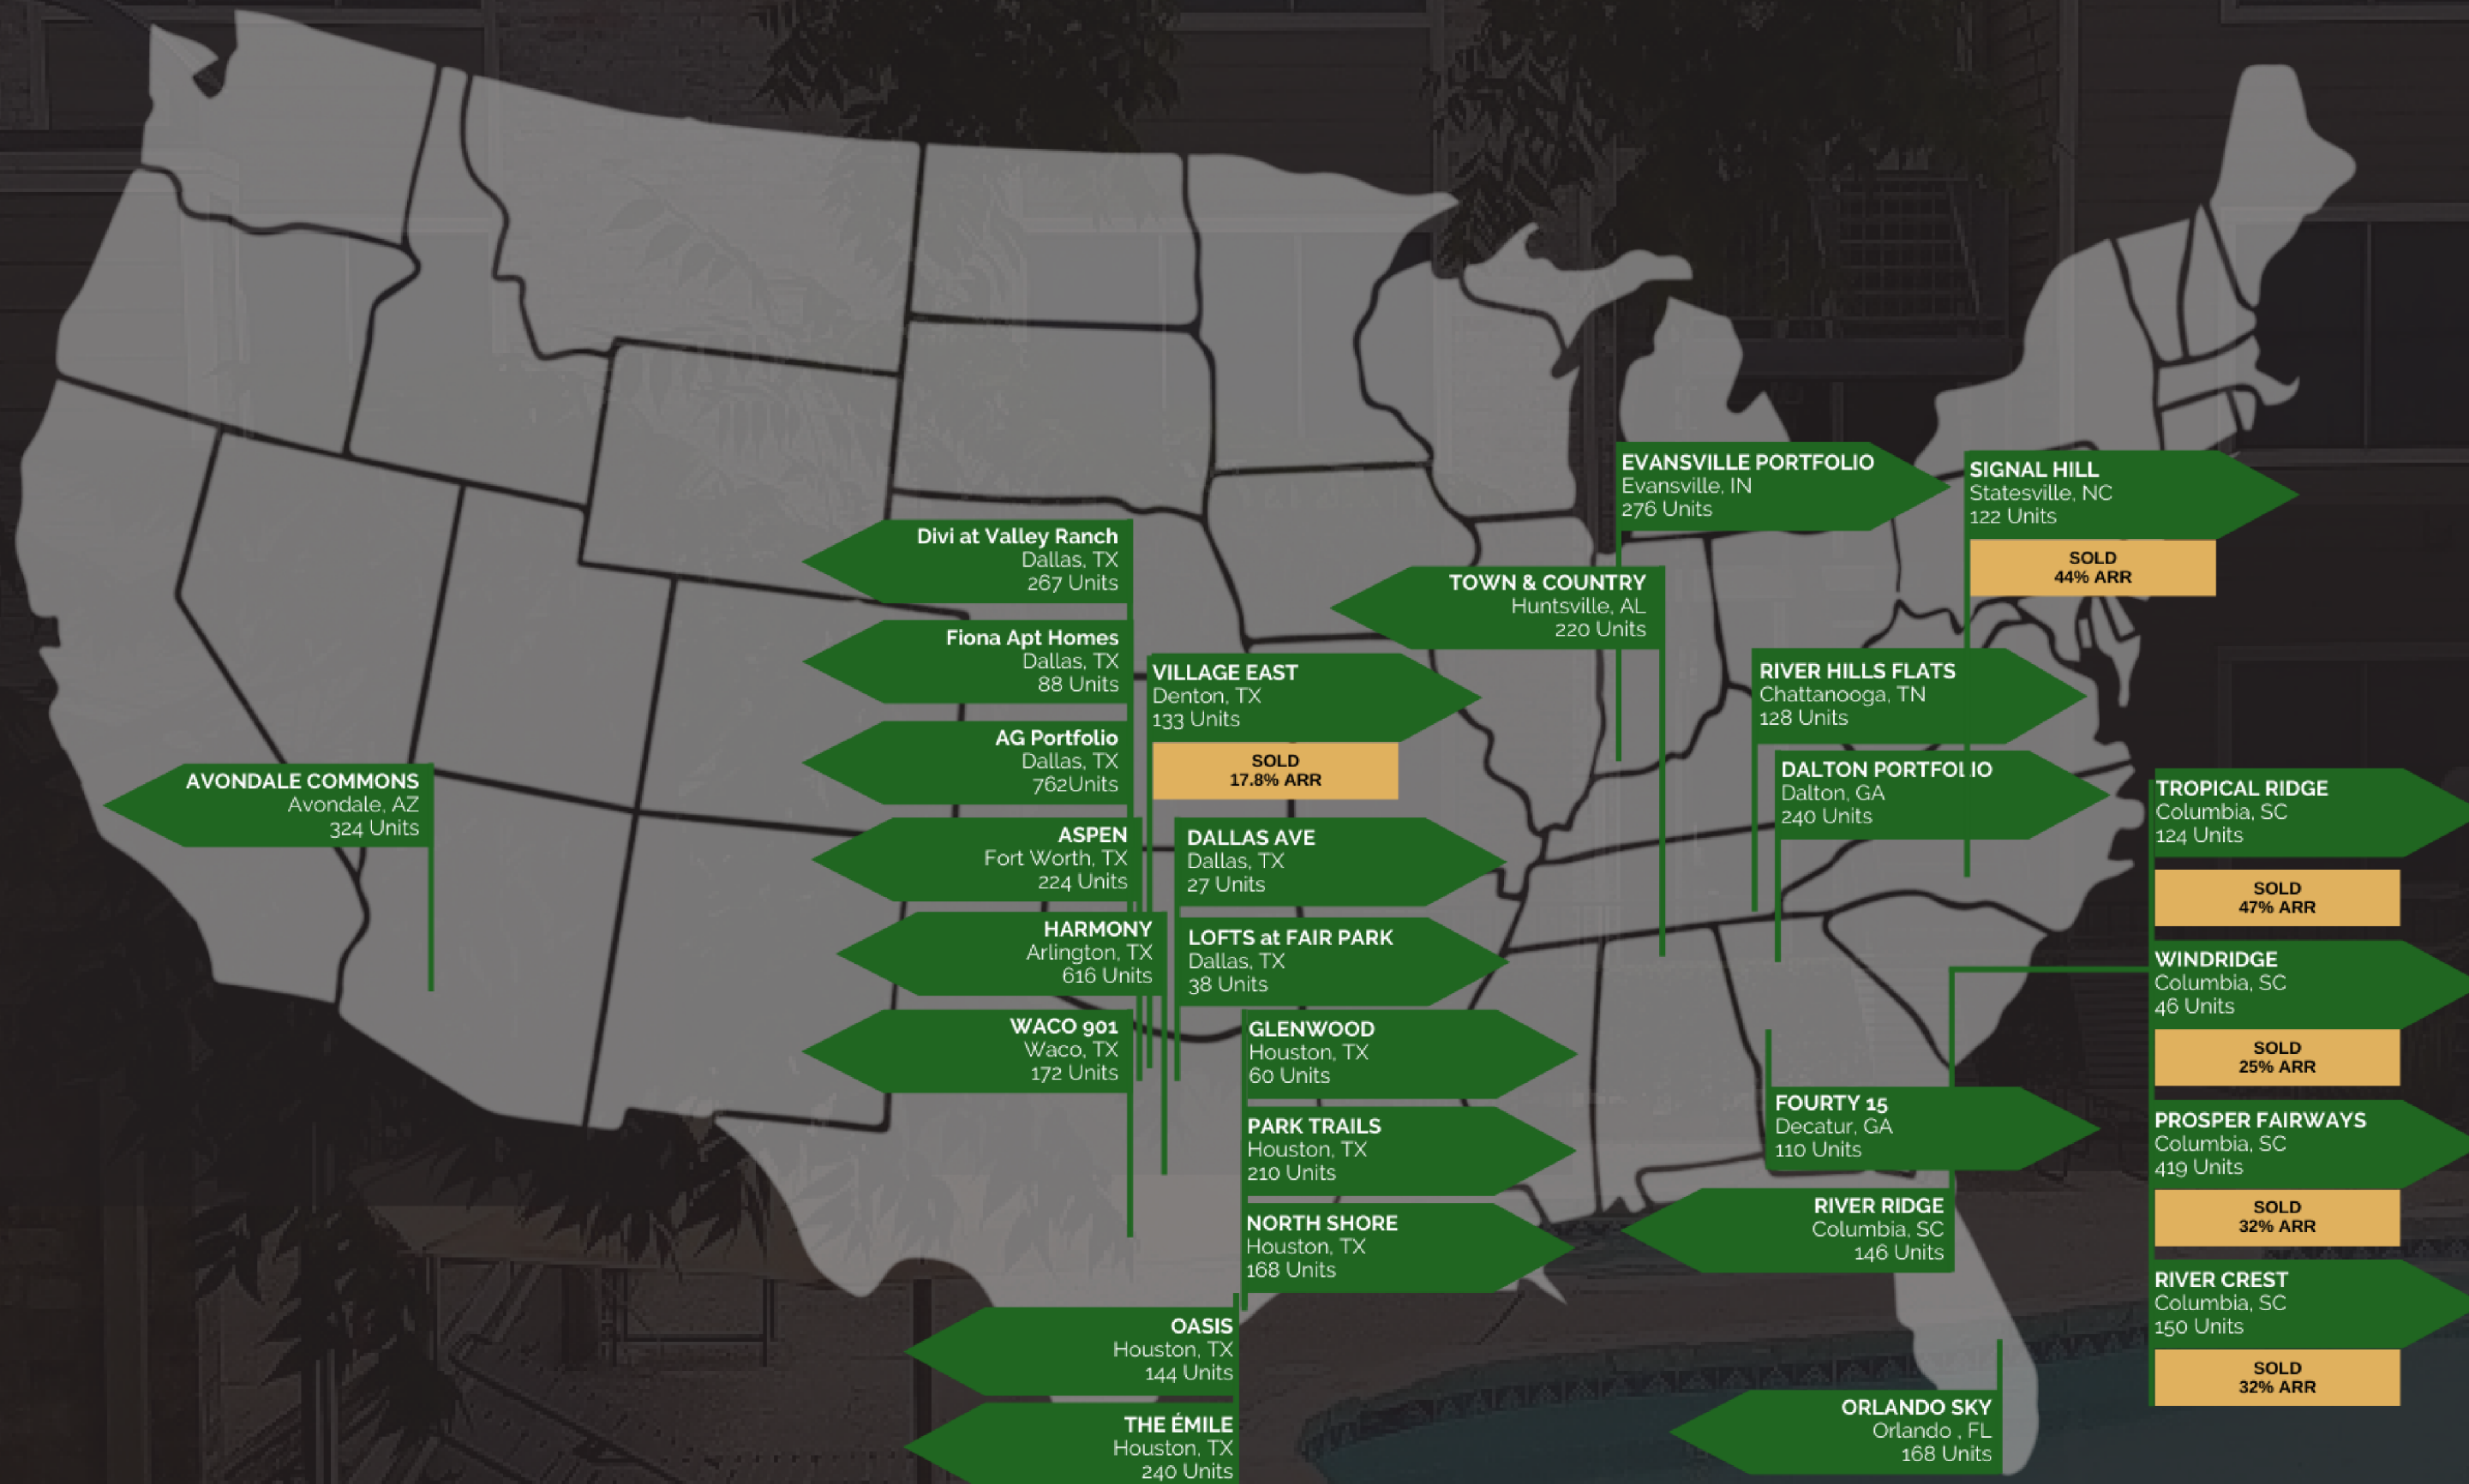 EVANSVILLE PORTFOLIO
Evansville, IN
276 Units
SIGNAL HILL
Statesville, NC
122 Units
SOLD
44% ARR
Divi at Valley Ranch
Dallas, TX
267 Units
TOWN & COUNTRY
Huntsville, AL
220 Units
Fiona Apt Homes
Dallas, TX
88 Units
VILLAGE EAST
Denton, TX
133 Units
SOLD
17.8% ARR
RIVER HILLS FLATS
Chattanooga, TN
128 Units
AG Portfolio
Dallas, TX
762Units
DALTON PORTFOLIO
Dalton, GA
240 Units
AVONDALE COMMONS
Avondale, AZ
324 Units
TROPICAL RIDGE
Columbia, SC
124 Units
SOLD
47% ARR
ASPEN
Fort Worth, TX
224 Units
DALLAS AVE
Dallas, TX
27 Units
HARMONY
Arlington, TX
616 Units
LOFTS at FAIR PARK
Dallas, TX
38 Units
WINDRIDGE
Columbia, SC
46 Units
SOLD
25% ARR
WACO 901
Waco, TX
172 Units
GLENWOOD
Houston, TX
60 Units
FOURTY 15
Decatur, GA
110 Units
PROSPER FAIRWAYS
Columbia, SC
419 Units
SOLD
32% ARR
PARK TRAILS
Houston, TX
210 Units
RIVER RIDGE
Columbia, SC
146 Units
NORTH SHORE
Houston, TX
168 Units
RIVER CREST
Columbia, SC
150 Units
SOLD
32% ARR
OASIS
Houston, TX
144 Units
ORLANDO SKY
Orlando , FL
168 Units
THE ÉMILE
Houston, TX
240 Units